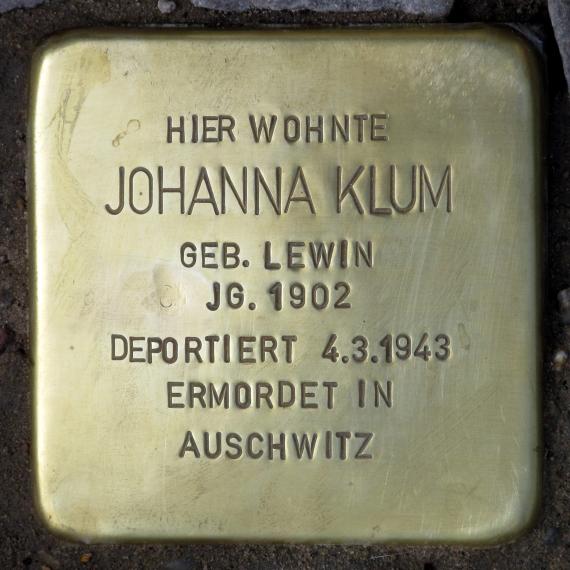 HIER WOHNTE
JOHANNA KLUM
GEB. LEWIN
JG. 1902
DEPORTIERT 4.3.1943
ERMORDET IN
AUSCHWITZ